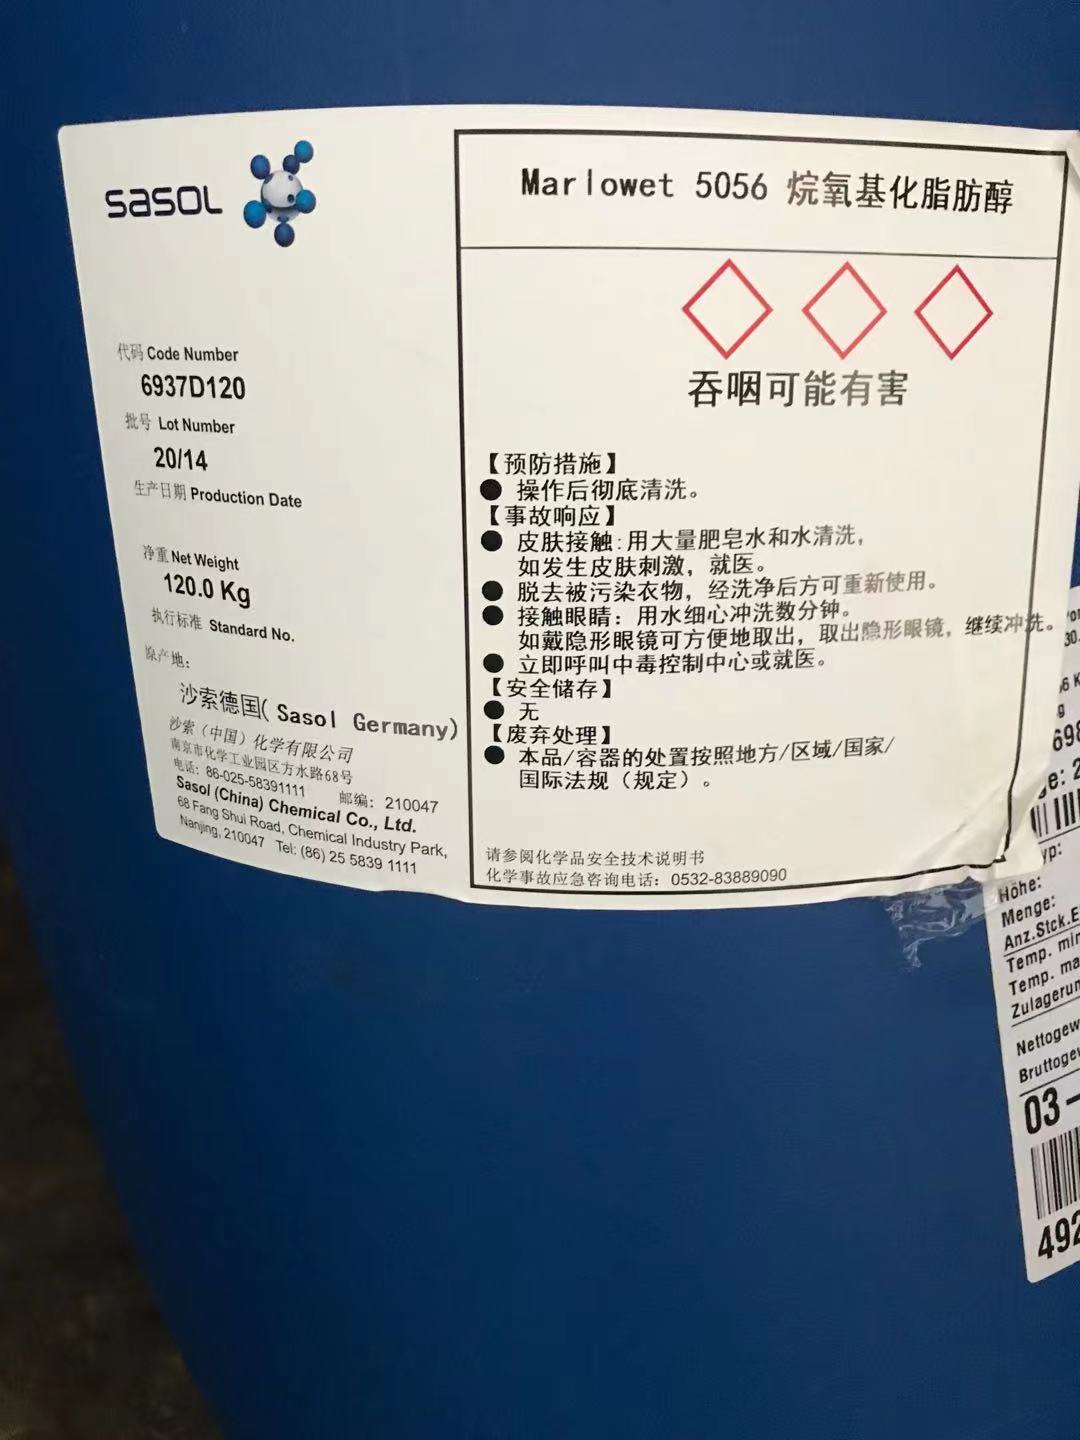 sasol
代码 Code Number
6937D120
批号 Lot Number
20/14
生产日期 Production Date
净重 Net Weight
120.0 Kg
执行标准 Standard No.
原产地：
沙索德国( Sasol Germany)
沙索（中国）化学有限公司
南京市化学工业园区方水路68号
电话：86-025-58391111 邮编：210047
Sasol (China) Chemical Co., Ltd.
68 Fang Shui Road, Chemical Industry Park,
Nanjing, 210047 Tel: (86) 25 5839 1111
Marlowet 5056 烷氧基化脂肪醇
吞咽可能有害
【预防措施】
● 操作后彻底清洗。
【事故响应】
● 皮肤接触:用大量肥皂水和水清洗，
如发生皮肤刺激，就医。
● 脱去被污染衣物，经洗净后方可重新使用。
● 接触眼睛：用水细心冲洗数分钟。
如戴隐形眼镜可方便地取出，取出隐形眼镜，继续冲洗。
● 立即呼叫中毒控制中心或就医。
【安全储存】
● 无
【废弃处理】
● 本品/容器的处置按照地方/区域/国家/
国际法规（规定）。
请参阅化学品安全技术说明书
化学事故应急咨询电话：0532-83889090
Höhe:
Menge:
Anz.Stck.E
Temp. min
Temp. ma
Zulagerun
Nettogew
Bruttogew
03-
492